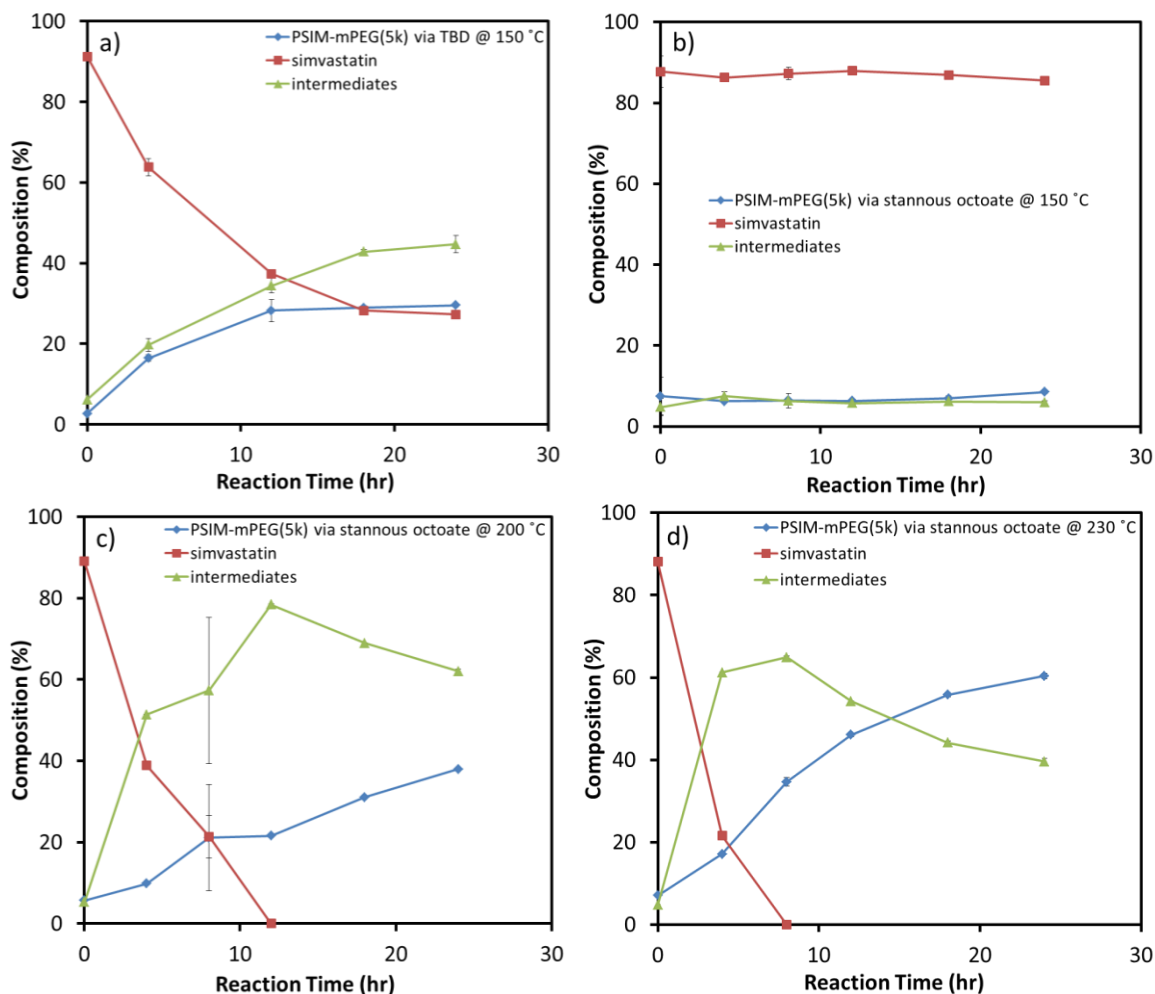 a)
PSIM-mPEG(5k) via TBD @ 150 ˚C
simvastatin
intermediates
Composition (%)
100
80
60
40
20
0
0 10 20 30
Reaction Time (hr)
b)
PSIM-mPEG(5k) via stannous octoate @ 150 ˚C
simvastatin
intermediates
Composition (%)
100
80
60
40
20
0
0 10 20 30
Reaction Time (hr)
c)
PSIM-mPEG(5k) via stannous octoate @ 200 ˚C
simvastatin
intermediates
Composition (%)
100
80
60
40
20
0
0 10 20 30
Reaction Time (hr)
d)
PSIM-mPEG(5k) via stannous octoate @ 230 ˚C
simvastatin
intermediates
Composition (%)
100
80
60
40
20
0
0 10 20 30
Reaction Time (hr)